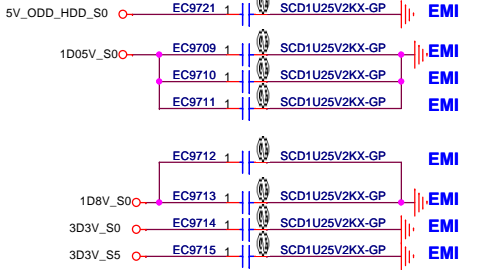 5V_ODD_HDD_S0 EC9721 1 SCD1U25V2KX-GP EMI
1D05V_S0 EC9709 1 SCD1U25V2KX-GP EMI
EC9710 1 SCD1U25V2KX-GP EMI
EC9711 1 SCD1U25V2KX-GP EMI
EC9712 1 SCD1U25V2KX-GP EMI
1D8V_S0 EC9713 1 SCD1U25V2KX-GP EMI
3D3V_S0 EC9714 1 SCD1U25V2KX-GP EMI
3D3V_S5 EC9715 1 SCD1U25V2KX-GP EMI